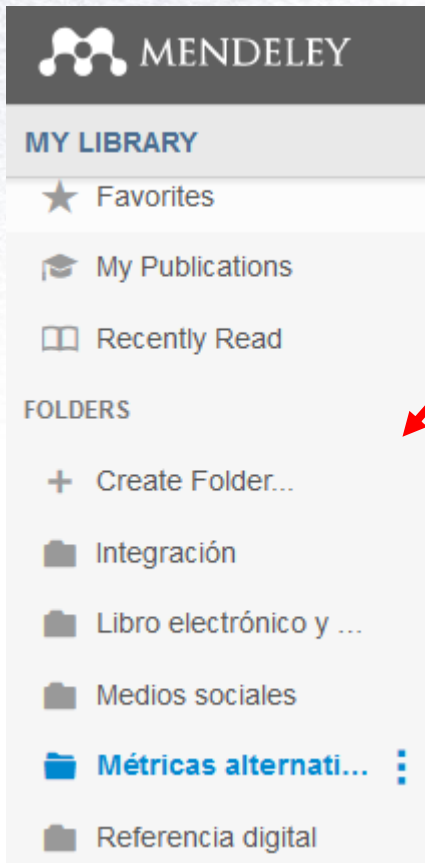 MENDELEY
MY LIBRARY
Favorites
My Publications
Recently Read
FOLDERS
+ Create Folder...
Integración
Libro electrónico y ...
Medios sociales
Métricas alternati...
Referencia digital